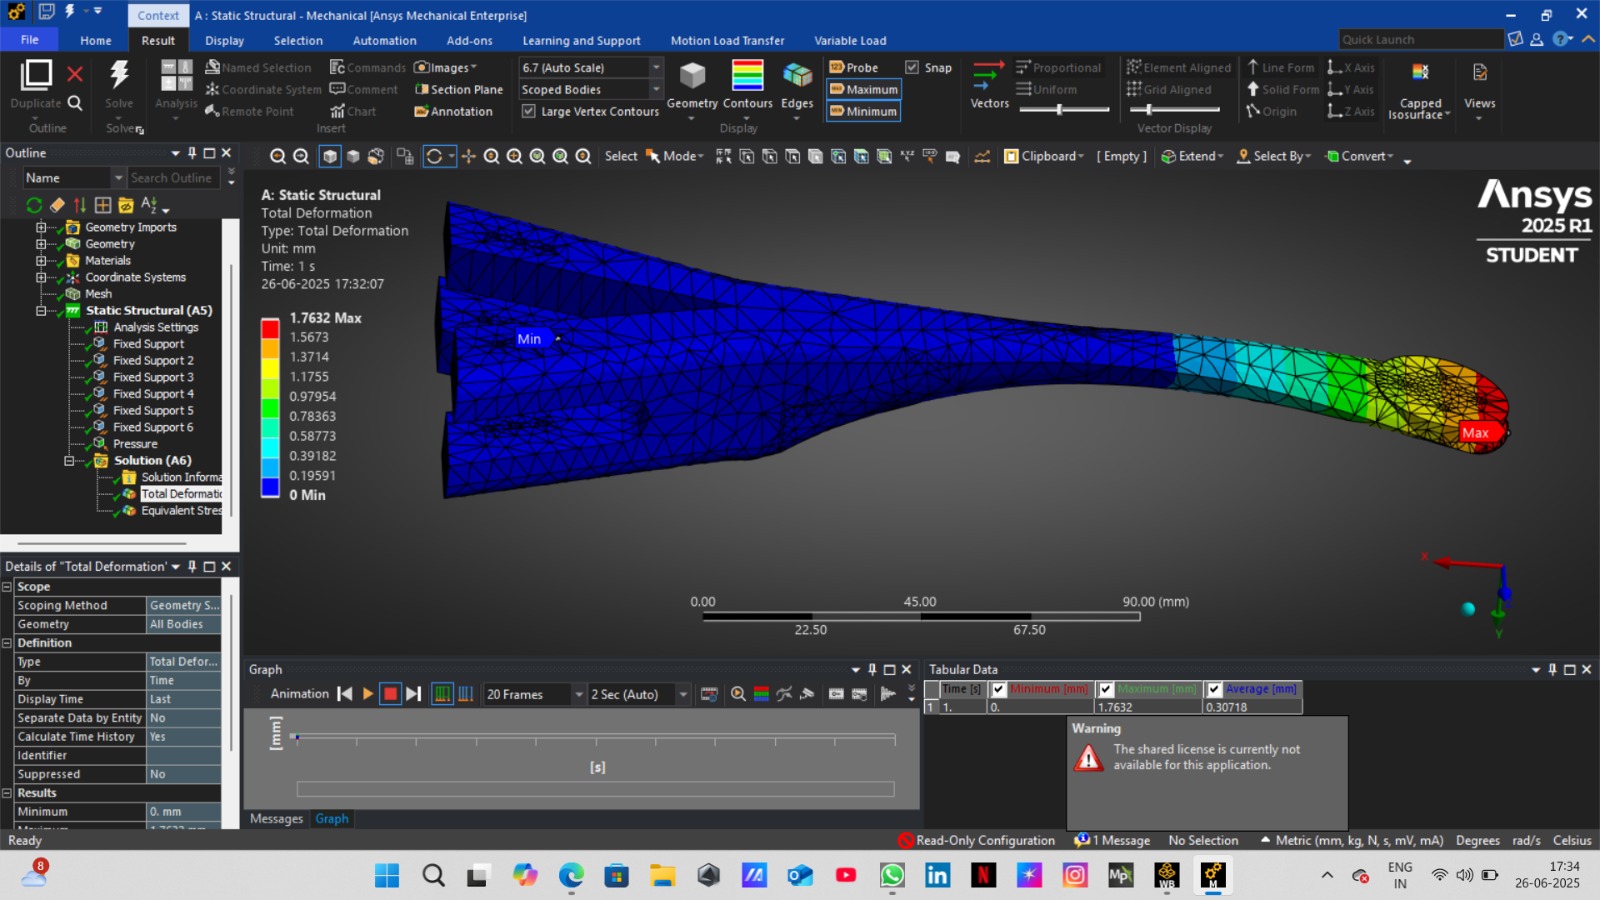 Context
A : Static Structural - Mechanical [Ansys Mechanical Enterprise]
File
Home
Result
Display
Selection
Automation
Add-ons
Learning and Support
Motion Load Transfer
Variable Load
Quick Launch
Duplicate
Outline
Solve
Solve
Analysis
Named Selection
Coordinate System
Remote Point
Commands
Comment
Chart
Images
Section Plane
Annotation
Insert
6.7 (Auto Scale)
Scoped Bodies
Large Vertex Contours
Geometry
Contours
Edges
Display
Probe
Maximum
Minimum
Snap
Vectors
Proportional
Uniform
Element Aligned
Grid Aligned
Line Form
Solid Form
Origin
X Axis
Y Axis
Z Axis
Vector Display
Capped
Isosurface
Views
Outline
Name
Search Outline
Select
Mode
Clipboard
[ Empty ]
Extend
Select By
Convert
Geometry Imports
Geometry
Materials
Coordinate Systems
Mesh
Static Structural (A5)
Analysis Settings
Fixed Support
Fixed Support 2
Fixed Support 3
Fixed Support 4
Fixed Support 5
Fixed Support 6
Pressure
Solution (A6)
Solution Informa
Total Deformatio
Equivalent Stres
A: Static Structural
Total Deformation
Type: Total Deformation
Unit: mm
Time: 1 s
26-06-2025 17:32:07
1.7632 Max
1.5673
1.3714
1.1755
0.97954
0.78363
0.58773
0.39182
0.19591
0 Min
Min
Max
Ansys
2025 R1
STUDENT
0.00
45.00
90.00 (mm)
22.50
67.50
X
Y
Details of "Total Deformation"
Scope
Scoping Method
Geometry S...
Geometry
All Bodies
Definition
Type
Total Defor...
By
Time
Display Time
Last
Separate Data by Entity
No
Calculate Time History
Yes
Identifier
Suppressed
No
Results
Minimum
0. mm
Graph
Animation
20 Frames
2 Sec (Auto)
[mm]
[s]
Messages
Graph
Tabular Data
Time [s]
Minimum [mm]
Maximum [mm]
Average [mm]
1
1.
0.
1.7632
0.30718
Warning
The shared license is currently not
available for this application.
Ready
Read-Only Configuration
1 Message
No Selection
Metric (mm, kg, N, s, mV, mA)
Degrees
rad/s
Celsius
8
Mp
WB
M
ENG
IN
17:34
26-06-2025